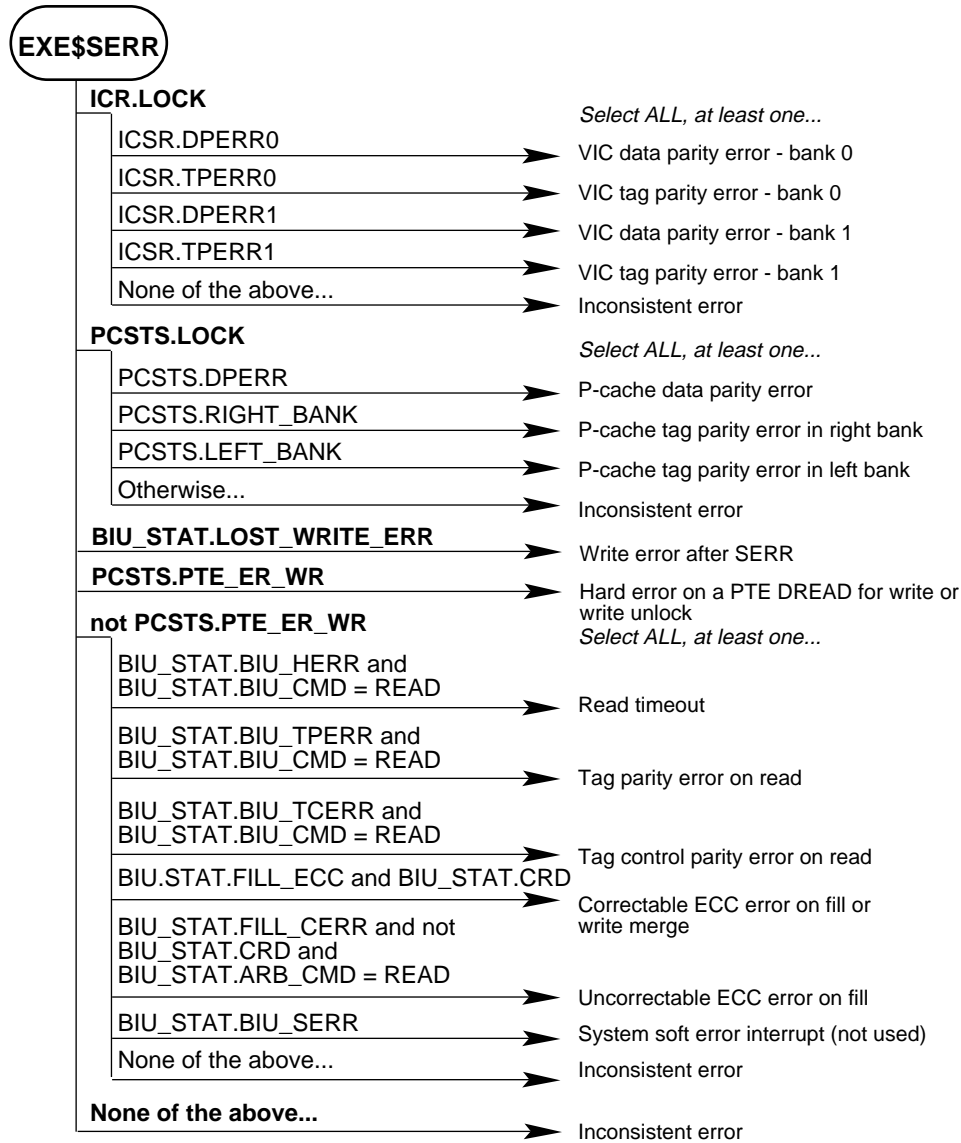 EXE$SERR
ICR.LOCK
Select ALL, at least one...
ICSR.DPERR0
VIC data parity error - bank 0
ICSR.TPERR0
VIC tag parity error - bank 0
ICSR.DPERR1
VIC data parity error - bank 1
ICSR.TPERR1
VIC tag parity error - bank 1
None of the above...
Inconsistent error
PCSTS.LOCK
Select ALL, at least one...
PCSTS.DPERR
P-cache data parity error
PCSTS.RIGHT_BANK
P-cache tag parity error in right bank
PCSTS.LEFT_BANK
P-cache tag parity error in left bank
Otherwise...
Inconsistent error
BIU_STAT.LOST_WRITE_ERR
Write error after SERR
PCSTS.PTE_ER_WR
Hard error on a PTE DREAD for write or
write unlock
not PCSTS.PTE_ER_WR
Select ALL, at least one...
BIU_STAT.BIU_HERR and
BIU_STAT.BIU_CMD = READ
Read timeout
BIU_STAT.BIU_TPERR and
BIU_STAT.BIU_CMD = READ
Tag parity error on read
BIU_STAT.BIU_TCERR and
BIU_STAT.BIU_CMD = READ
Tag control parity error on read
BIU.STAT.FILL_ECC and BIU_STAT.CRD
Correctable ECC error on fill or
write merge
BIU_STAT.FILL_CERR and not
BIU_STAT.CRD and
BIU_STAT.ARB_CMD = READ
Uncorrectable ECC error on fill
BIU_STAT.BIU_SERR
System soft error interrupt (not used)
None of the above...
Inconsistent error
None of the above...
Inconsistent error